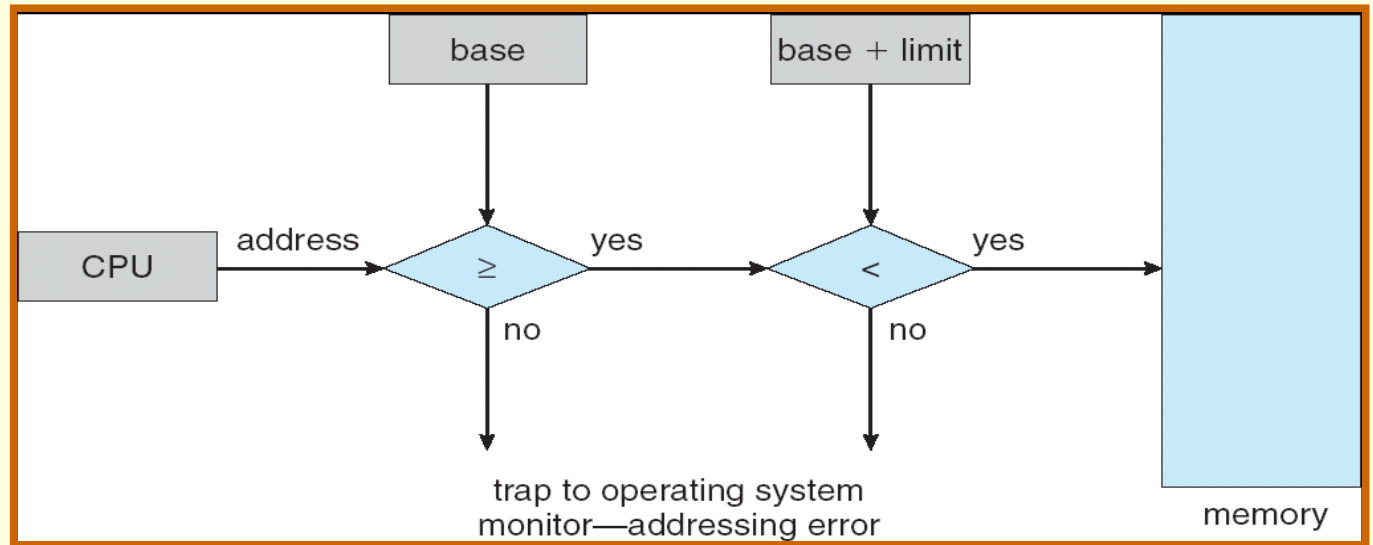 base
base + limit
CPU
address
≥
yes
<
yes
no
no
trap to operating system
monitor—addressing error
memory